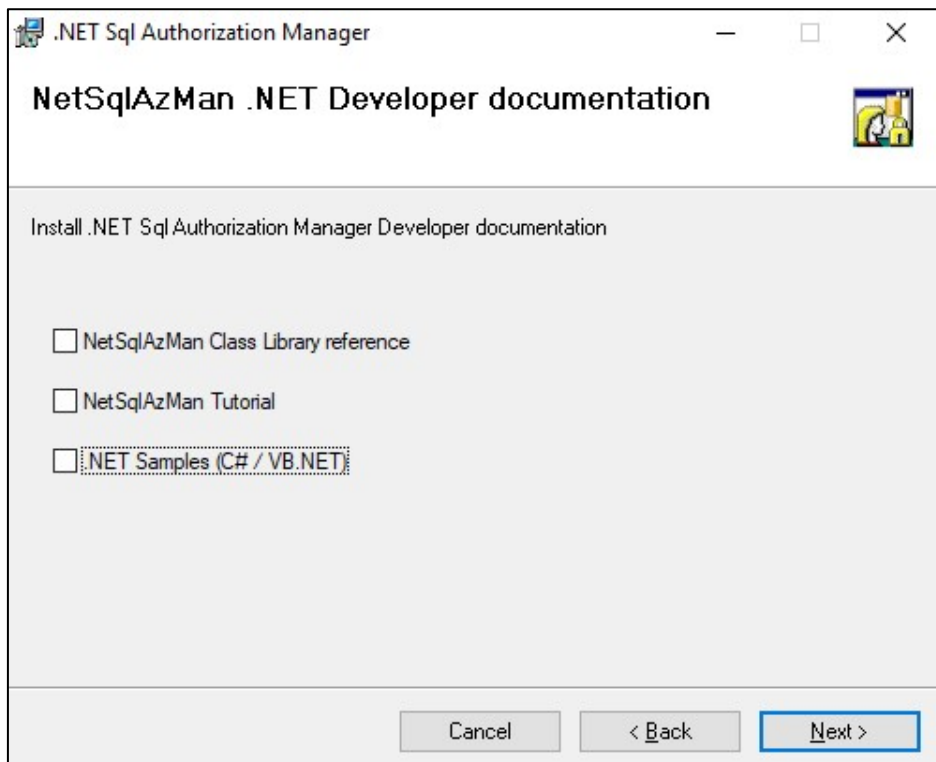 .NET Sql Authorization Manager
NetSqlAzMan .NET Developer documentation
Install .NET Sql Authorization Manager Developer documentation
NetSqlAzMan Class Library reference
NetSqlAzMan Tutorial
.NET Samples (C# / VB.NET)
Cancel
< Back
Next >